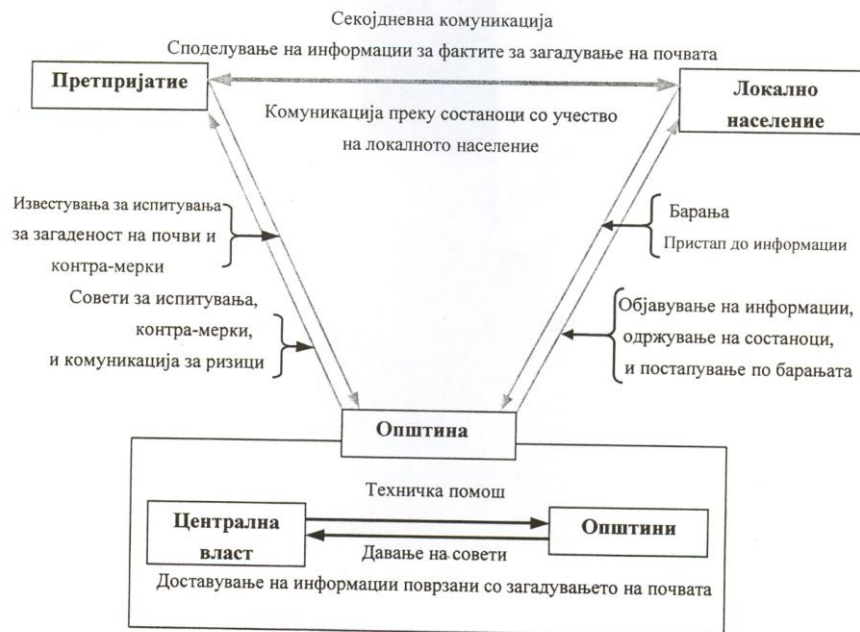 Секојдневна комуникација
Споделување на информации за фактите за загадување на почвата
Претпријатие
Локално
население
Комуникација преку состаноци со учество
на локалното население
Известувања за испитувања
за загаденост на почви и
контра-мерки
Барања
Пристап до информации
Совети за испитувања,
контра-мерки,
и комуникација за ризици
Објавување на информации,
одржување на состаноци,
и постапување по барањата
Општина
Техничка помош
Централна
власт
Општини
Давање на совети
Доставување на информации поврзани со загадувањето на почвата